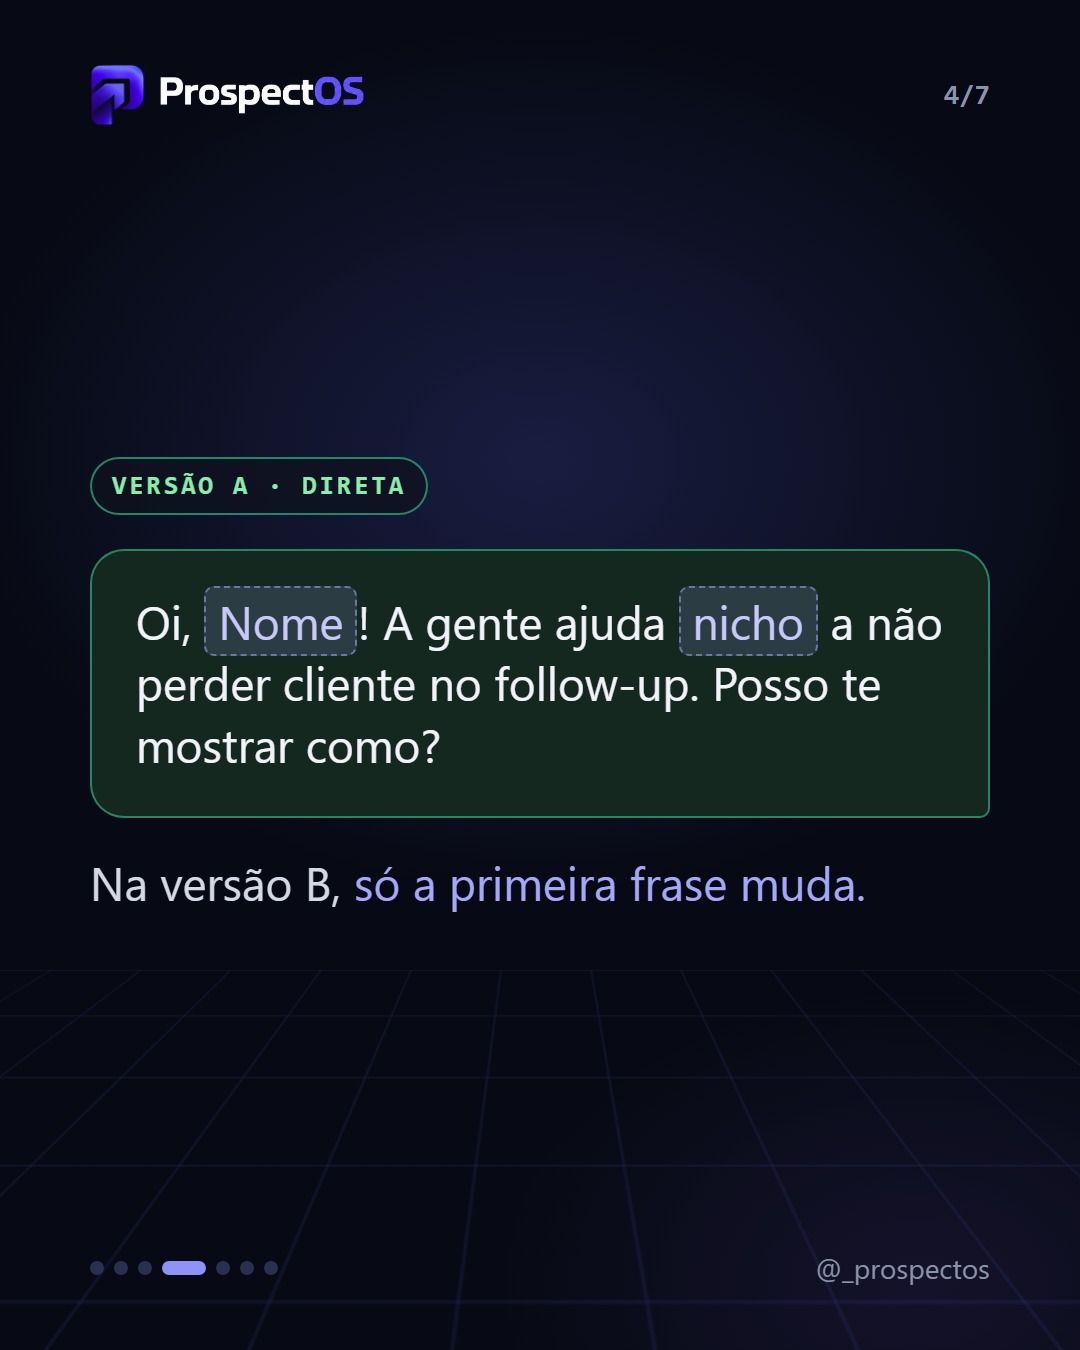 ProspectOS
4/7
VERSÃO A · DIRETA
Oi, Nome! A gente ajuda nicho a não
perder cliente no follow-up. Posso te
mostrar como?
Na versão B, só a primeira frase muda.
@_prospectos